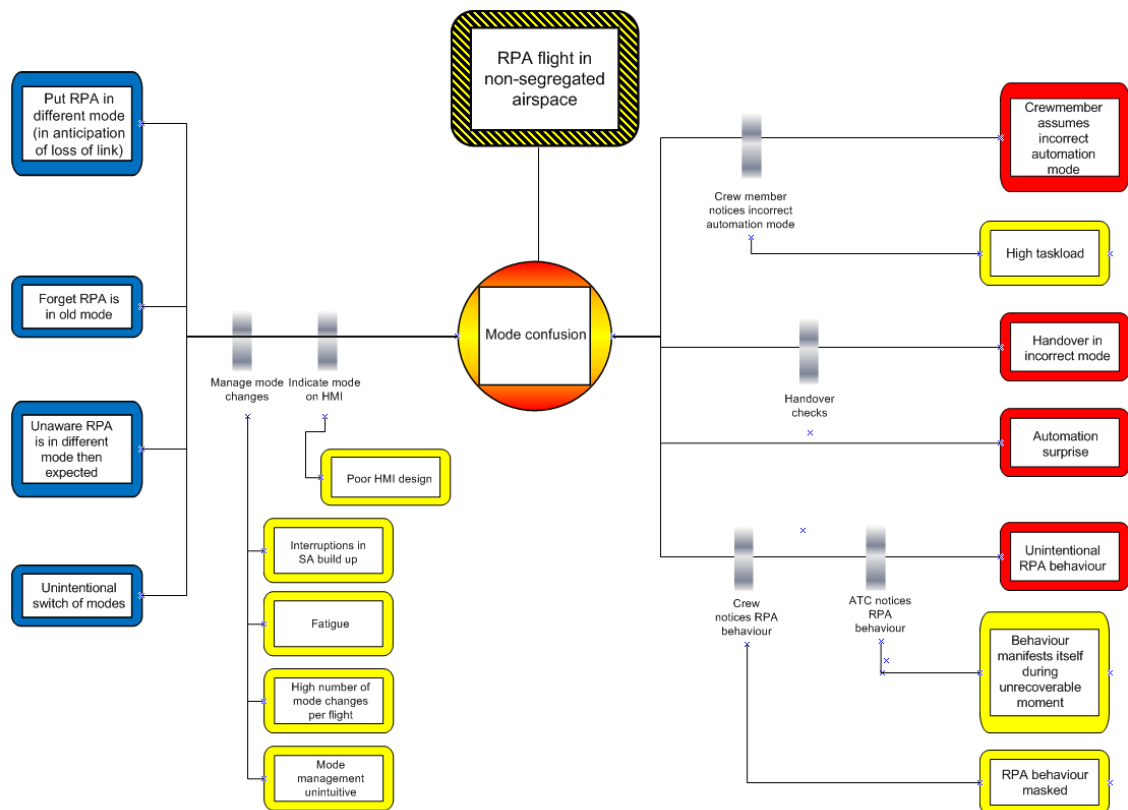 RPA flight in
non-segregated
airspace
Put RPA in
different mode
(in anticipation
of loss of link)
Forget RPA is
in old mode
Unaware RPA
is in different
mode then
expected
Unintentional
switch of modes
Manage mode
changes
Indicate mode
on HMI
Poor HMI design
Interruptions in
SA build up
Fatigue
High number of
mode changes
per flight
Mode
management
unintuitive
Mode confusion
Crew member
notices incorrect
automation mode
Crewmember
assumes
incorrect
automation
mode
High taskload
Handover
checks
Handover in
incorrect mode
Automation
surprise
Crew
notices RPA
behaviour
ATC notices
RPA
behaviour
Unintentional
RPA behaviour
Behaviour
manifests itself
during
unrecoverable
moment
RPA behaviour
masked